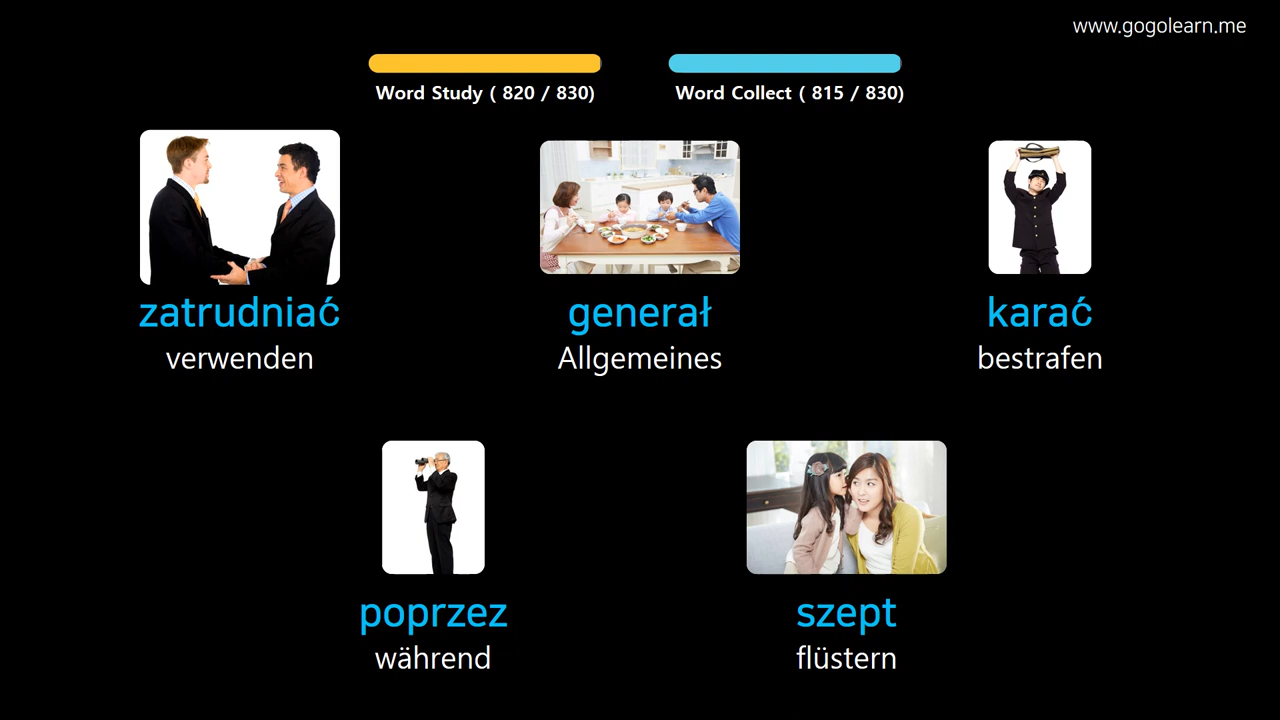 www.gogolearn.me
Word Study ( 820 / 830)
Word Collect ( 815 / 830)
zatrudniać
verwenden
generał
Allgemeines
karać
bestrafen
poprzez
während
szept
flüstern